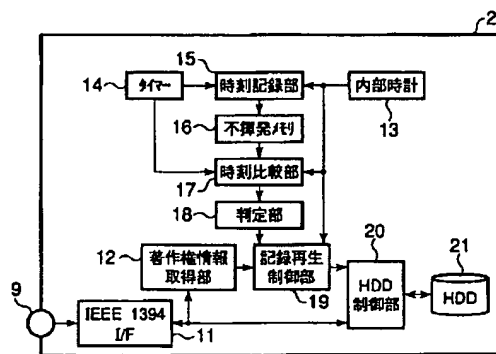 2
15
14
タイマー
時刻記録部
内部時計
13
16
不揮発メモリ
17
時刻比較部
18
判定部
12
著作権情報
取得部
記録再生
制御部
19
20
HDD
制御部
21
HDD
9
IEEE 1394
I/F
11